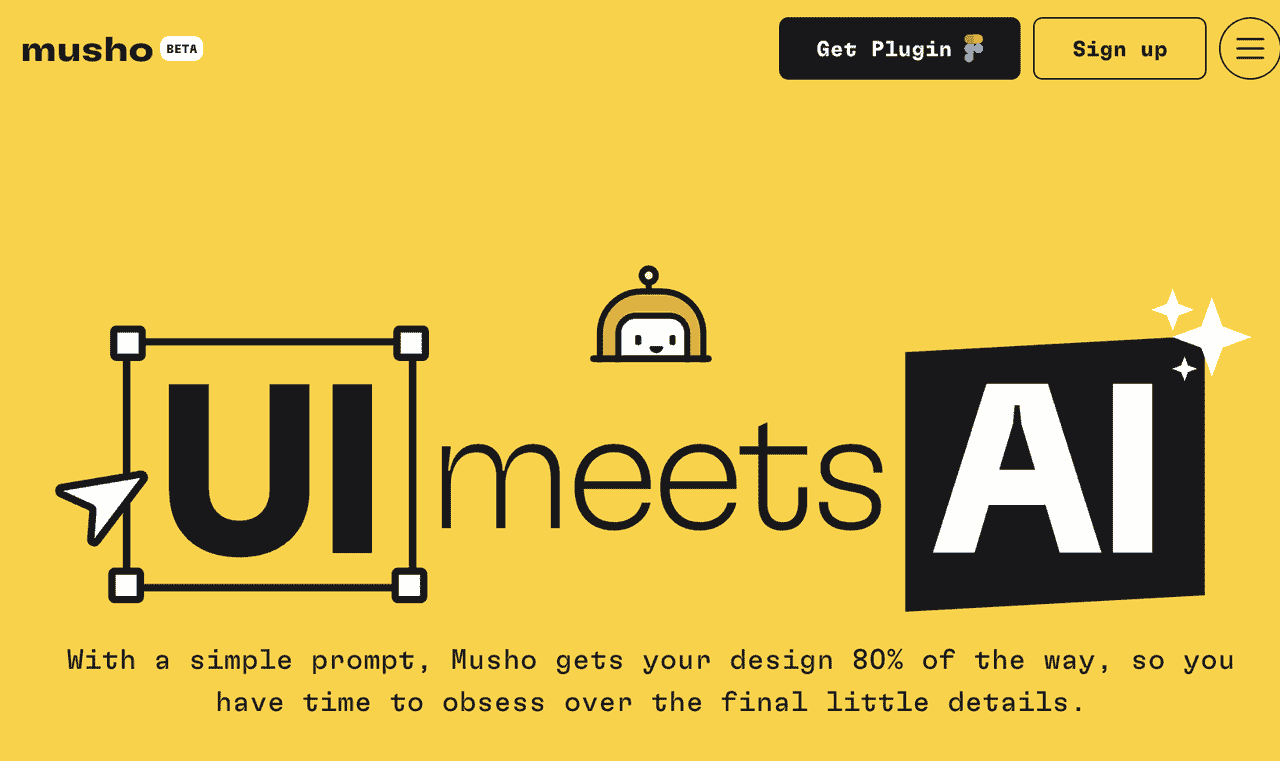 musho BETA
Get Plugin
Sign up
UI meets AI
With a simple prompt, Musho gets your design 80% of the way, so you
have time to obsess over the final little details.